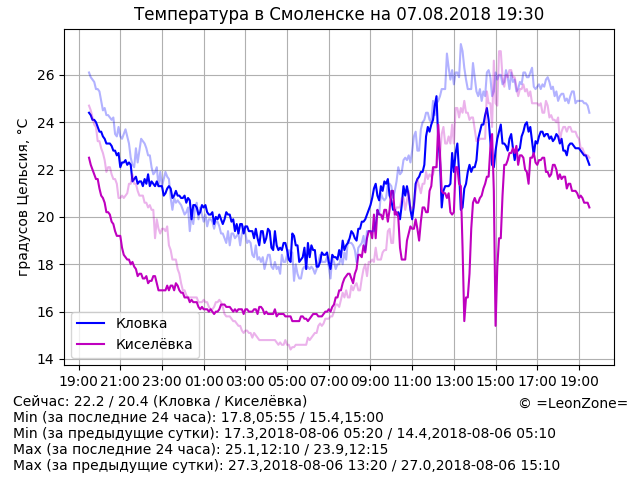 Температура в Смоленске на 07.08.2018 19:30
градусов Цельсия, °C
26
24
22
20
18
16
14
Кловка
Киселёвка
19:00 21:00 23:00 01:00 03:00 05:00 07:00 09:00 11:00 13:00 15:00 17:00 19:00
Сейчас: 22.2 / 20.4 (Кловка / Киселёвка)
© =LeonZone=
Min (за последние 24 часа): 17.8,05:55 / 15.4,15:00
Min (за предыдущие сутки): 17.3,2018-08-06 05:20 / 14.4,2018-08-06 05:10
Max (за последние 24 часа): 25.1,12:10 / 23.9,12:15
Max (за предыдущие сутки): 27.3,2018-08-06 13:20 / 27.0,2018-08-06 15:10